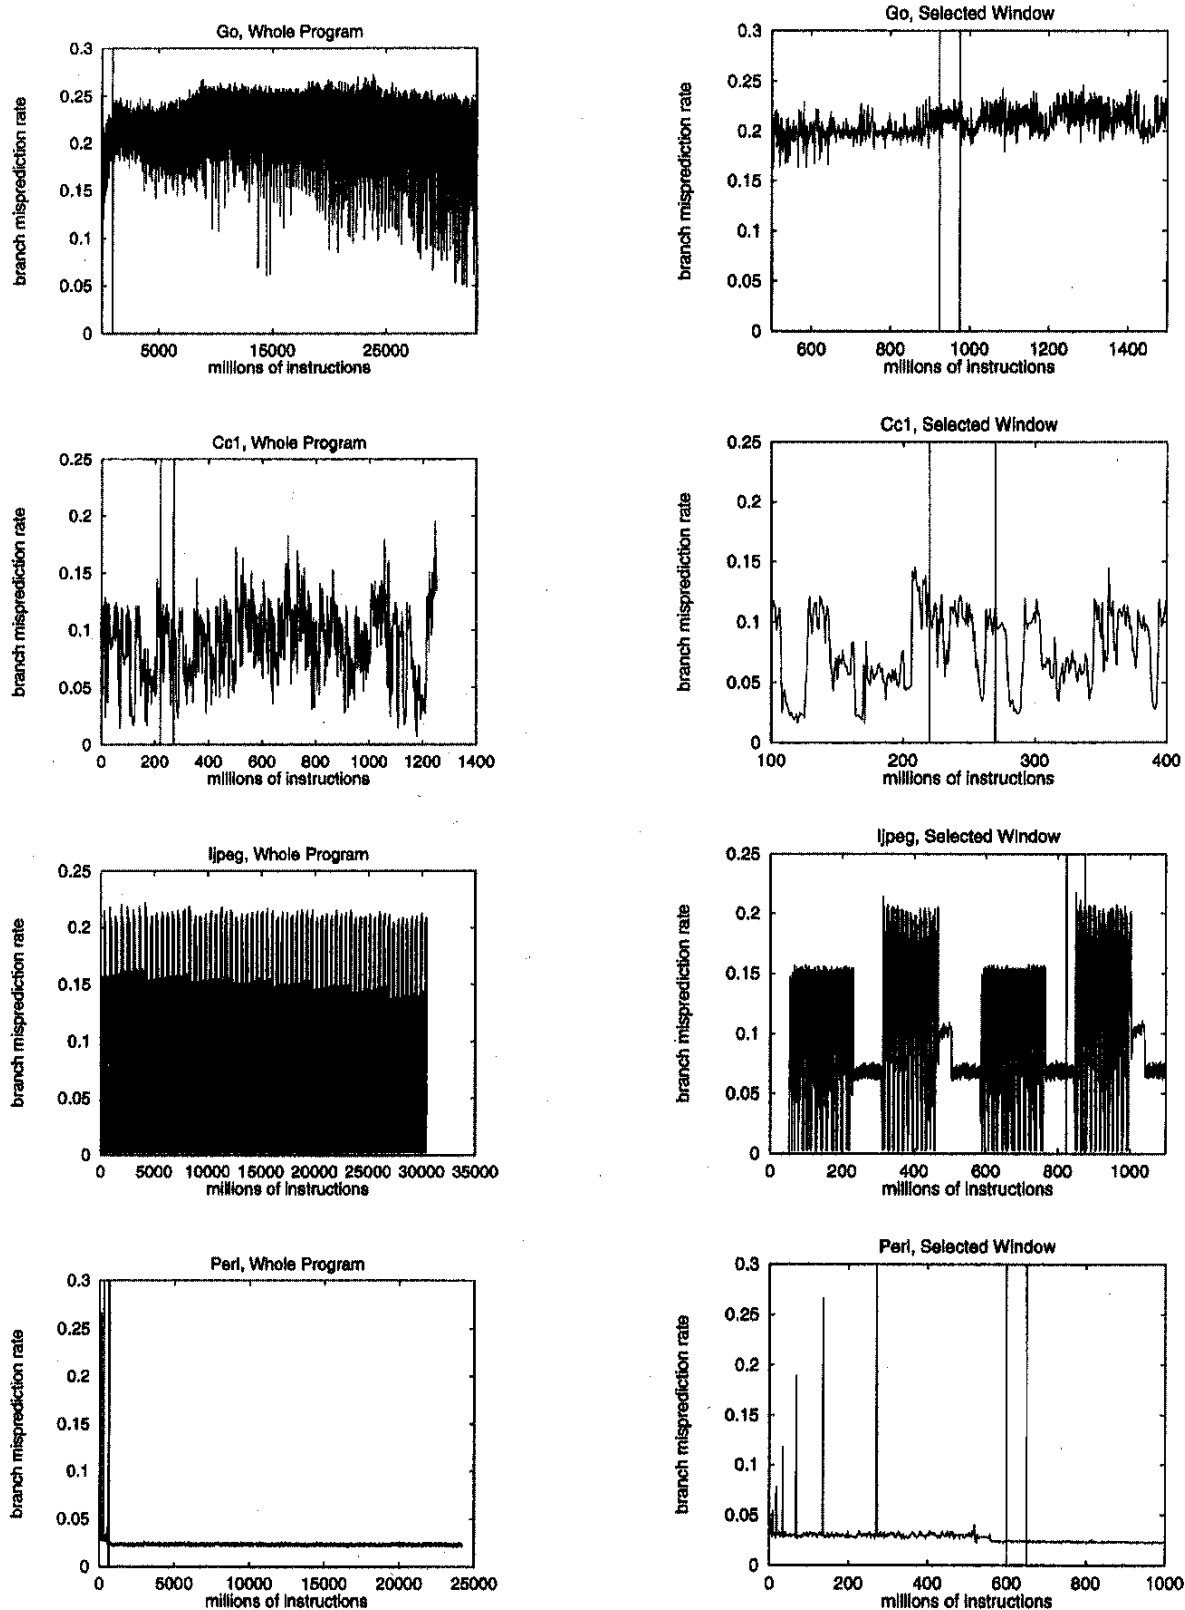 Go, Whole Program
0.3
0.25
0.2
0.15
0.1
0.05
0
branch misprediction rate
5000 15000 25000
millions of instructions
Go, Selected Window
0.3
0.25
0.2
0.15
0.1
0.05
0
branch misprediction rate
600 800 1000 1200 1400
millions of instructions
Cc1, Whole Program
0.25
0.2
0.15
0.1
0.05
0
branch misprediction rate
0 200 400 600 800 1000 1200 1400
millions of instructions
Cc1, Selected Window
0.25
0.2
0.15
0.1
0.05
0
branch misprediction rate
100 200 300 400
millions of instructions
Ijpeg, Whole Program
0.25
0.2
0.15
0.1
0.05
0
branch misprediction rate
0 5000 10000 15000 20000 25000 30000 35000
millions of instructions
Ijpeg, Selected Window
0.25
0.2
0.15
0.1
0.05
0
branch misprediction rate
0 200 400 600 800 1000
millions of instructions
Perl, Whole Program
0.3
0.25
0.2
0.15
0.1
0.05
0
branch misprediction rate
0 5000 10000 15000 20000 25000
millions of instructions
Perl, Selected Window
0.3
0.25
0.2
0.15
0.1
0.05
0
branch misprediction rate
0 200 400 600 800 1000
millions of instructions